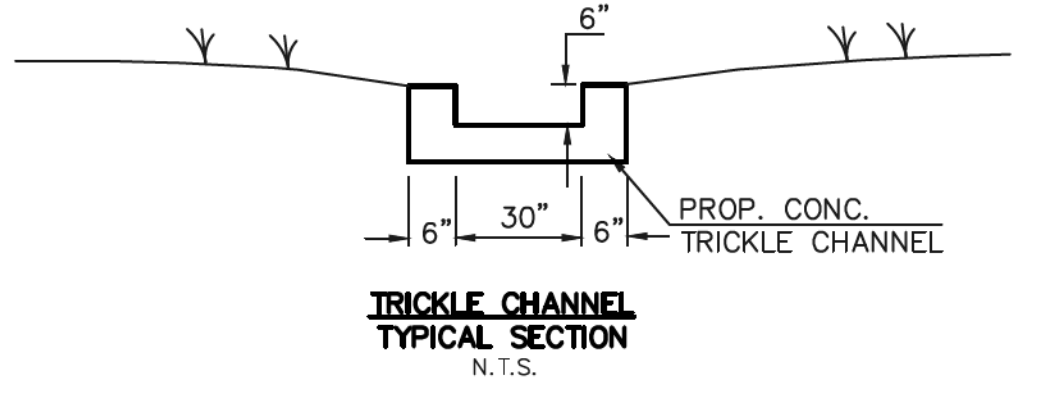 6"
6" 30" 6"
PROP. CONC.
TRICKLE CHANNEL
TRICKLE CHANNEL
TYPICAL SECTION
N.T.S.